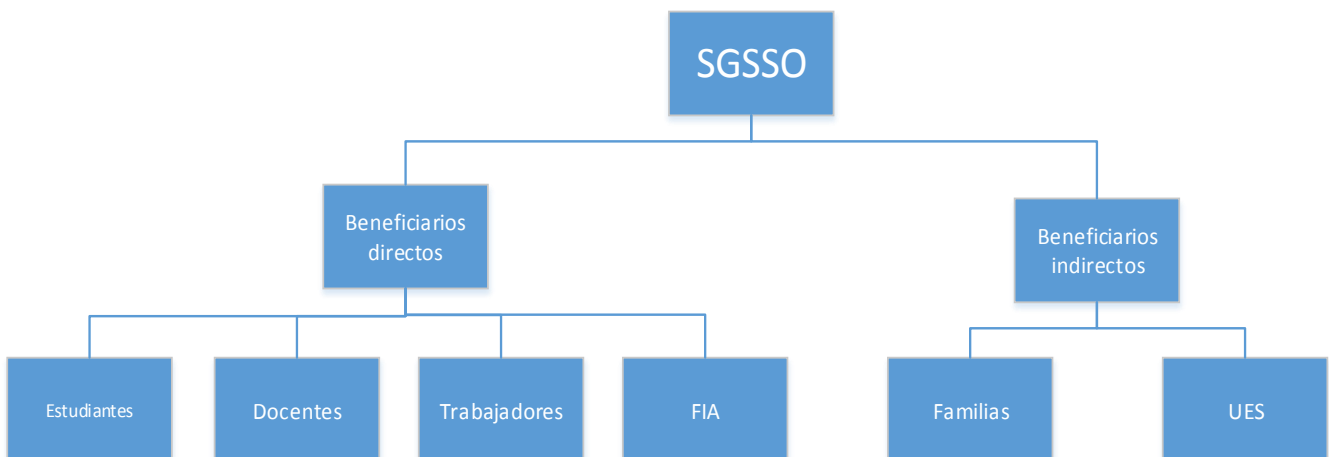 SGSSO
Beneficiarios
directos
Beneficiarios
indirectos
Estudiantes
Docentes
Trabajadores
FIA
Familias
UES